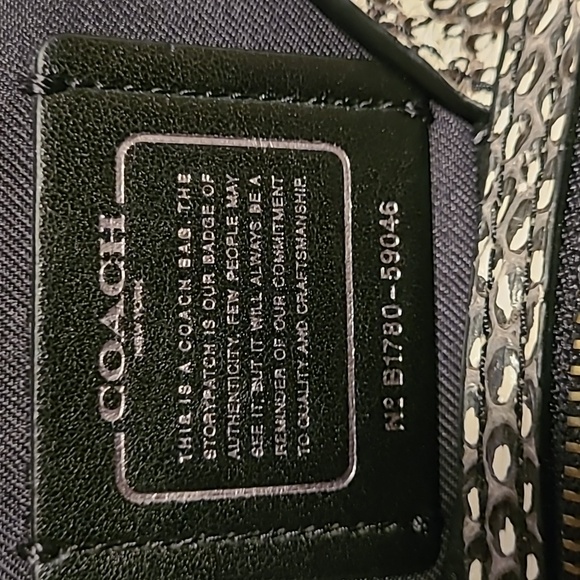 COACH
NEW YORK
THIS IS A COACH BAG. THE
STORYPATCH IS OUR BADGE OF
AUTHENTICITY. FEW PEOPLE MAY
SEE IT BUT IT WILL ALWAYS BE A
REMINDER OF OUR COMMITMENT
TO QUALITY AND CRAFTSMANSHIP.
Nº B1780-59046